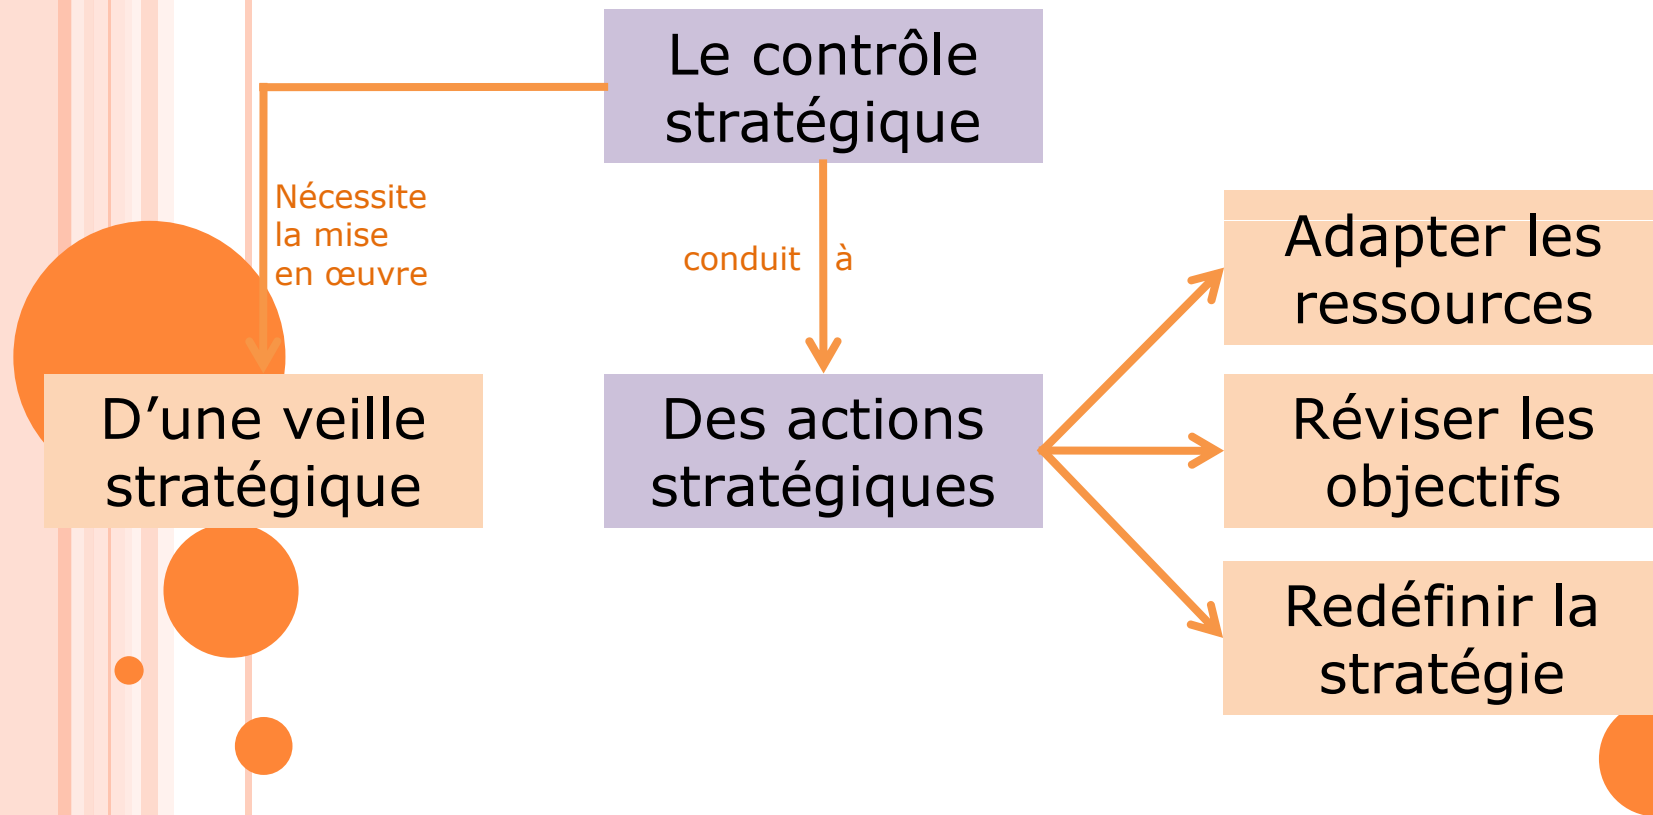 Le contrôle
stratégique
Nécessite
la mise
en œuvre
conduit à
D’une veille
stratégique
Des actions
stratégiques
Adapter les
ressources
Réviser les
objectifs
Redéfinir la
stratégie